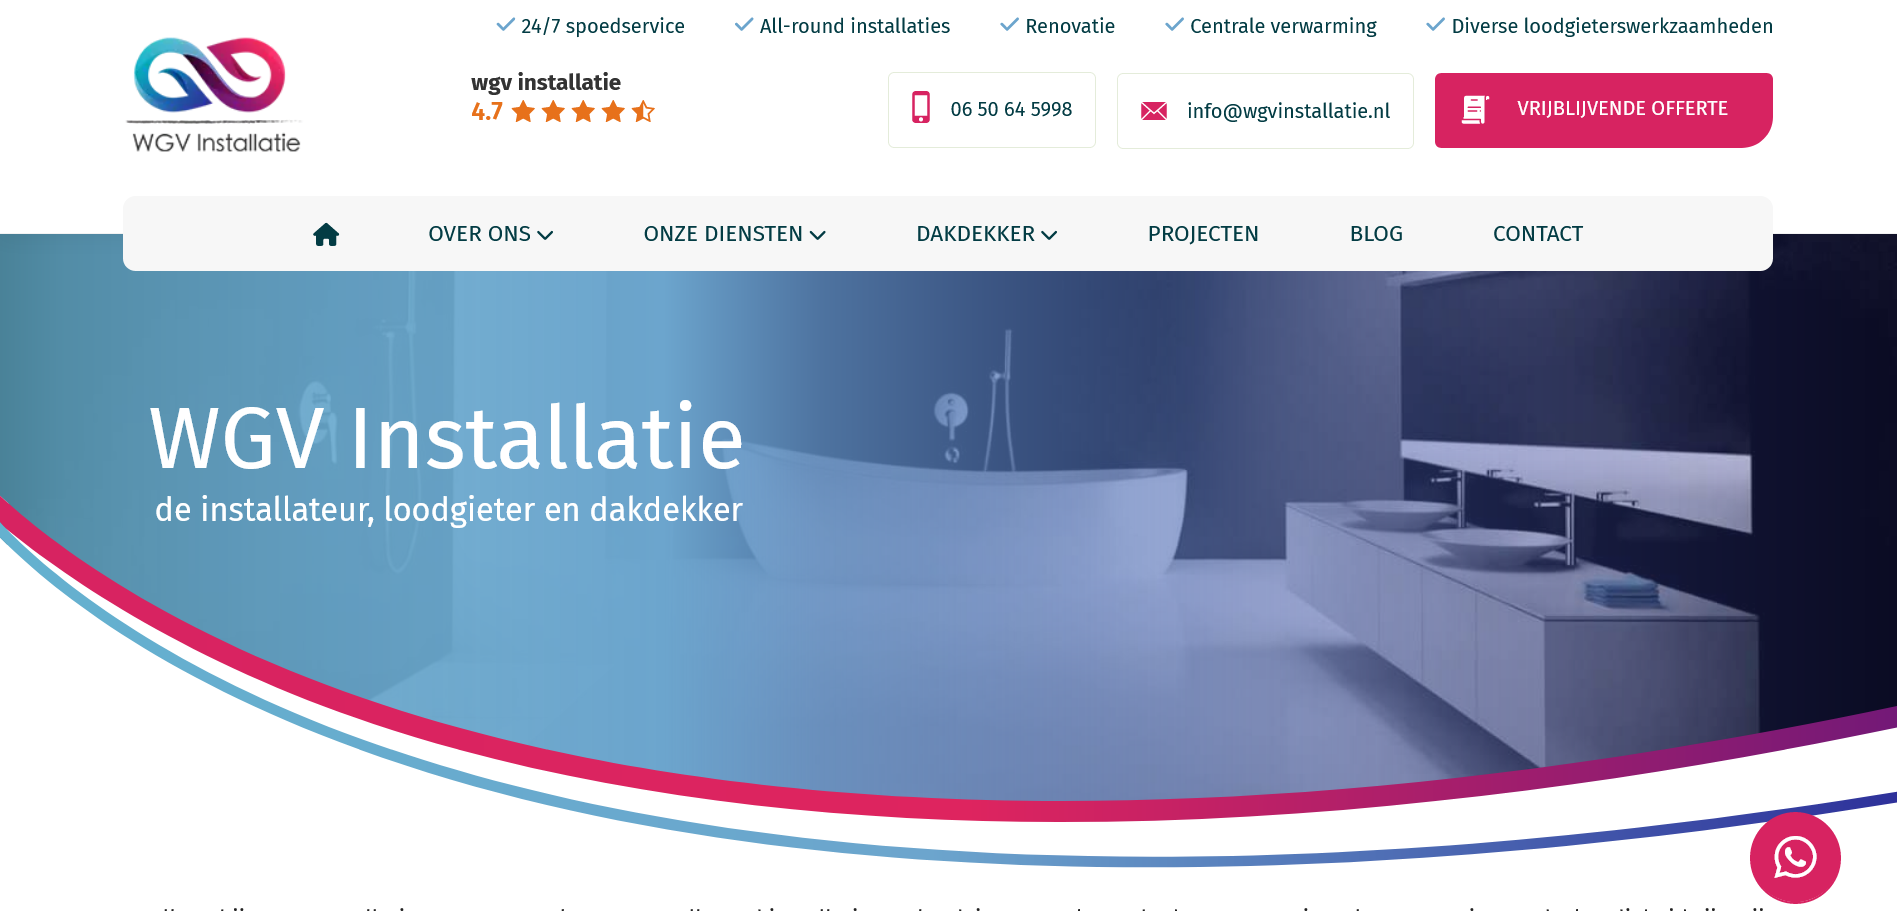 24/7 spoedservice All-round installaties Renovatie Centrale verwarming Diverse loodgieterswerkzaamheden
WGV Installatie
wgv installatie
4.7
06 50 64 5998
info@wgvinstallatie.nl
VRIJBLIJVENDE OFFERTE
OVER ONS ONZE DIENSTEN DAKDEKKER PROJECTEN BLOG CONTACT
WGV Installatie
de installateur, loodgieter en dakdekker